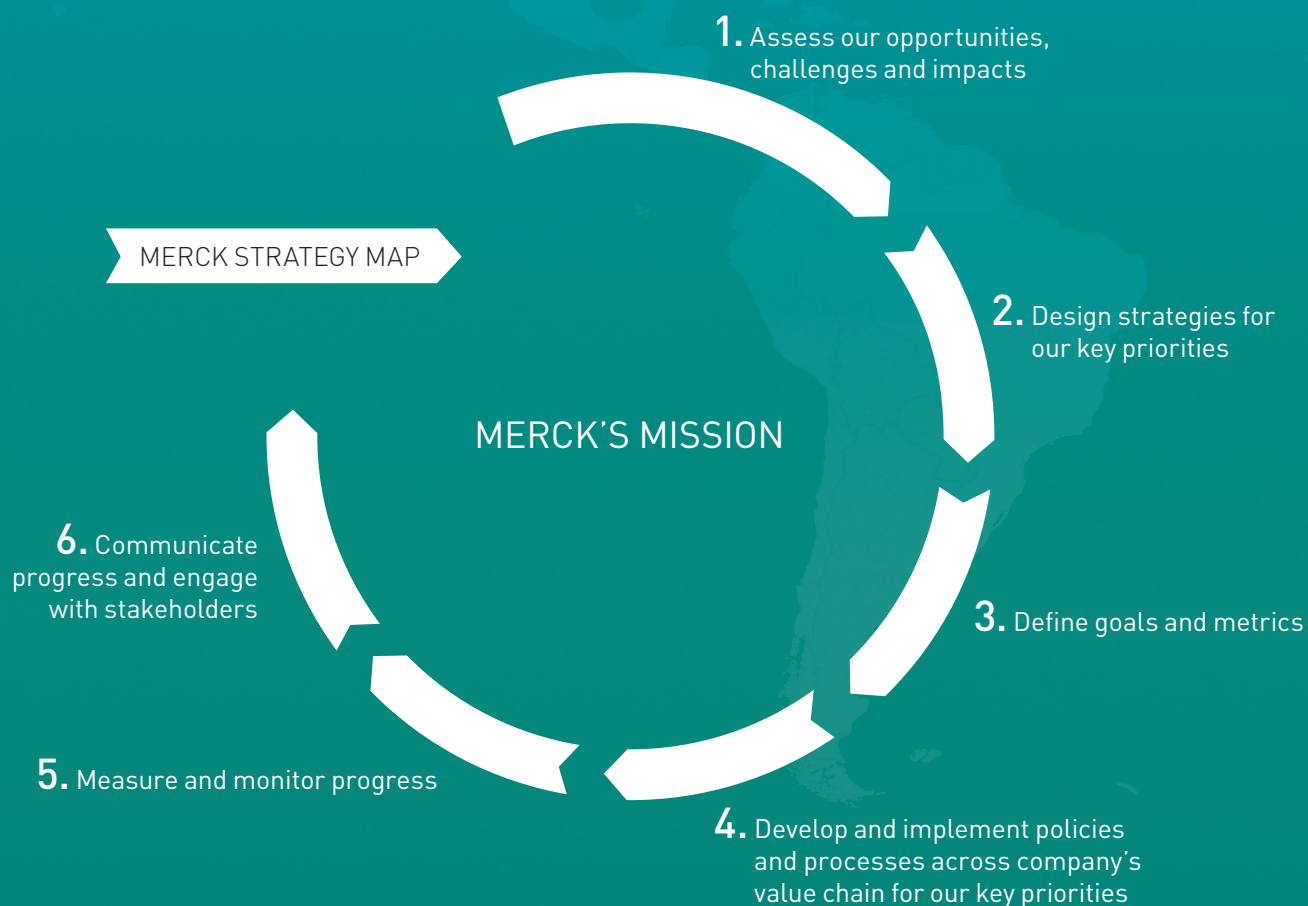 1. Assess our opportunities,
challenges and impacts
MERCK STRATEGY MAP
2. Design strategies for
our key priorities
MERCK'S MISSION
6. Communicate
progress and engage
with stakeholders
3. Define goals and metrics
5. Measure and monitor progress
4. Develop and implement policies
and processes across company's
value chain for our key priorities